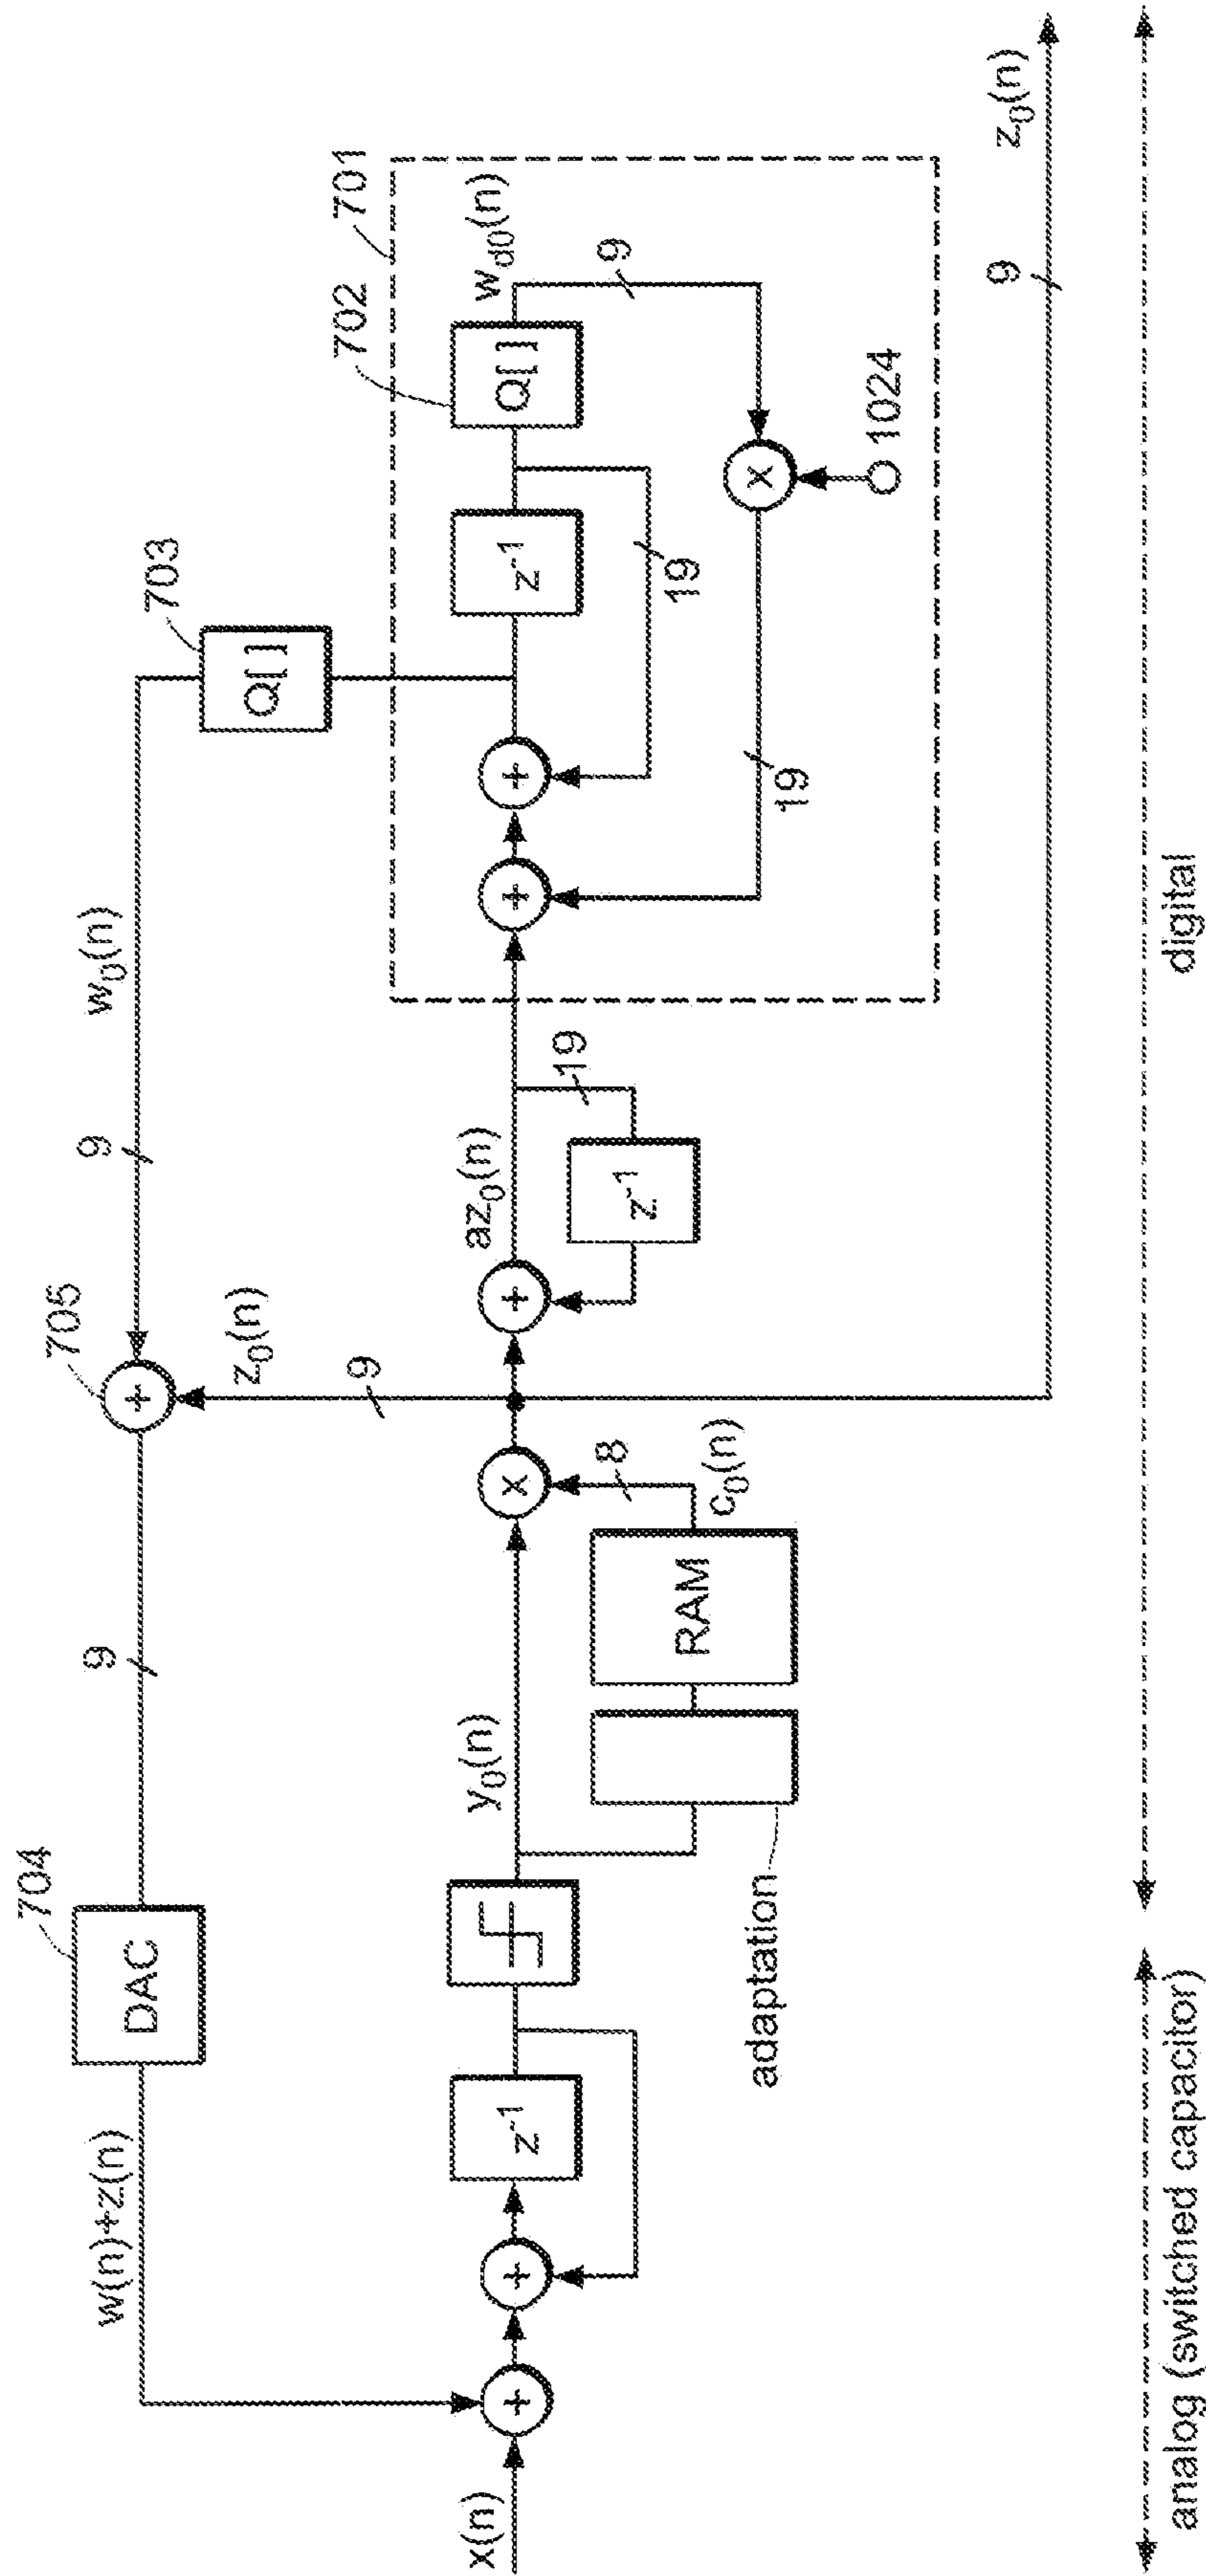 704
DAC
w(n)+z(n)
9
705
+
9
w₀(n)
703
Q[ ]
z₀(n)
9
701
702
x(n)
+
+
z⁻¹
y₀(n)
x
+
az₀(n)
+
+
z⁻¹
Q[ ]
w_d0(n)
9
adaptation
RAM
8
c₀(n)
z⁻¹
19
19
19
x
1024
9
z₀(n)
analog (switched capacitor)
digital